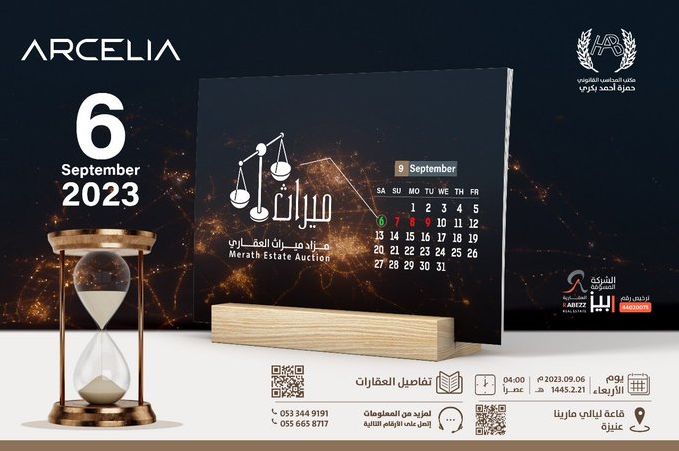 ARCELIA
مكتب المحاسب القانوني
حمزة أحمد بكري
6
September
2023
9 September
SA SU MO TU WE TH FR
1 2 3 4 5
6 7 8 9 10 11 12
13 14 15 16 17 18 19
20 21 22 23 24 25 26
27 28 29 30 31
ميراث
مزاد ميراث العقاري
Merath Estate Auction
الشركة
المسوقة
العقارية
RABEZZ
REAL ESTATE
ترخيص رقم
44020071
يوم
الأربعاء
2023.09.06 م
1445.2.21 هـ
04:00
عصرا
تفاصيل العقارات
قاعة ليالي مارينا
عنيزة
لمزيد من المعلومات
إتصل على الأرقام التالية
053 344 9191
055 665 8717